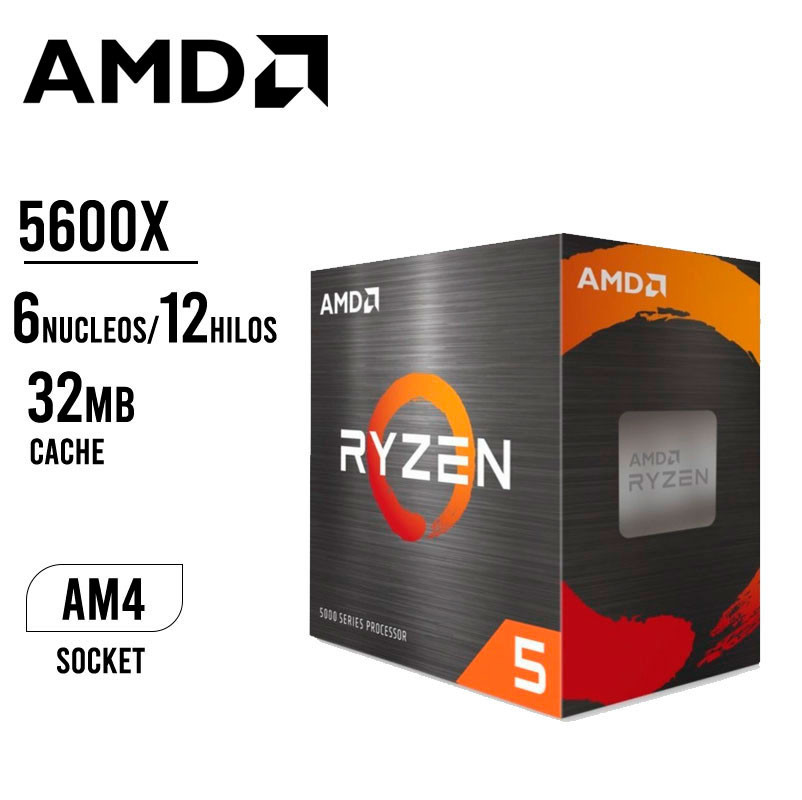 AMD
5600X
6NUCLEOS/12HILOS
32MB
CACHE
AM4
SOCKET
AMD
RYZEN
5000 SERIES PROCESSOR
5
AMD
AMD
RYZEN